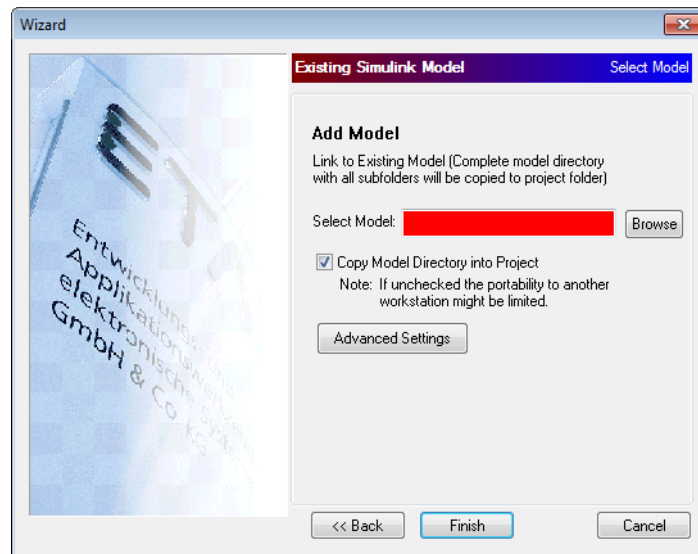 Wizard
Existing Simulink Model
Select Model
Add Model
Link to Existing Model (Complete model directory
with all subfolders will be copied to project folder)
Select Model:
Browse
Copy Model Directory into Project
Note: If unchecked the portability to another
workstation might be limited.
Advanced Settings
ET
Entwicklungs- und
Applikationswerkzeuge
elektronische Systeme
GmbH & Co. KG
<< Back
Finish
Cancel